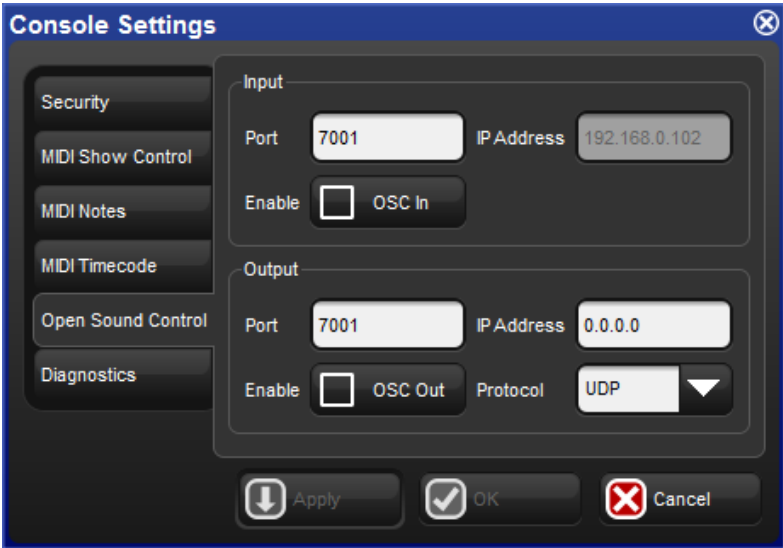 Console Settings
Security
MIDI Show Control
MIDI Notes
MIDI Timecode
Open Sound Control
Diagnostics
Input
Port 7001 IP Address 192.168.0.102
Enable OSC In
Output
Port 7001 IP Address 0.0.0.0
Enable OSC Out Protocol UDP
Apply OK Cancel